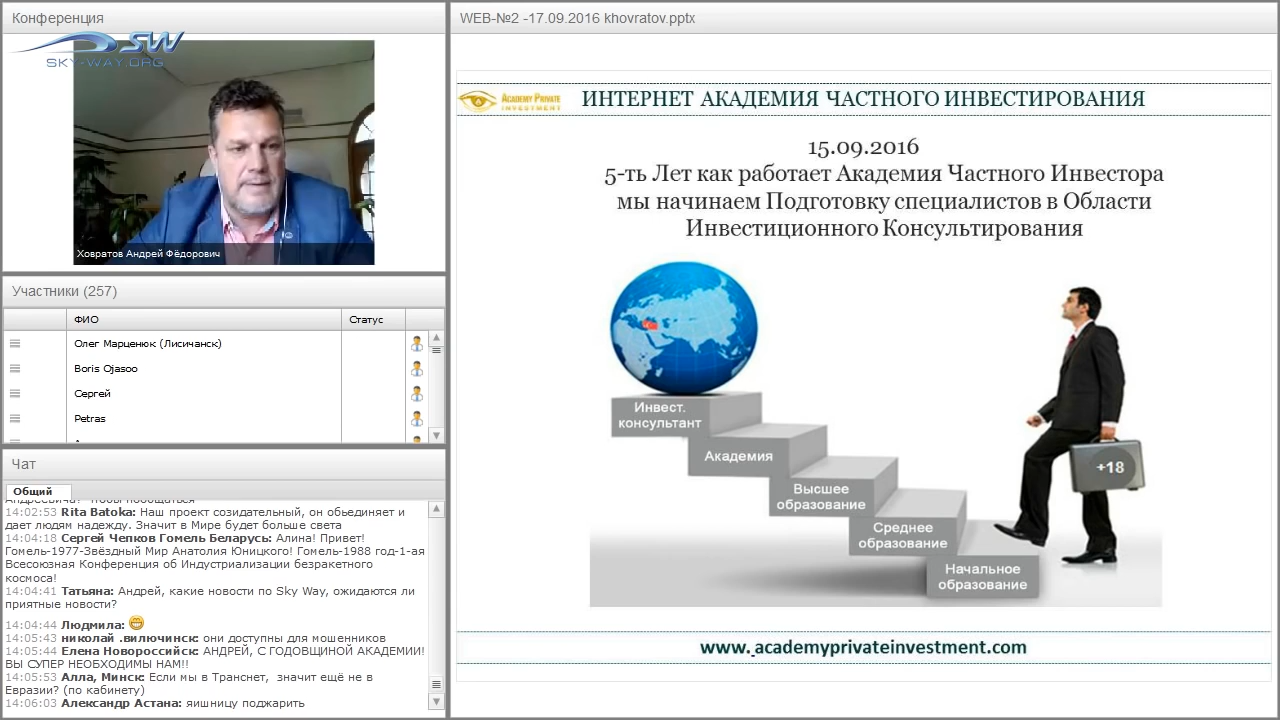 Конференция
SW
SKY-WAY.ORG
Ховратов Андрей Фёдорович
Участники (257)
ФИО
Статус
Олег Марценюк (Лисичанск)
Boris Ojasoo
Сергей
Petras
Чат
Общий
14:02:53 Rita Batoka: Наш проект созидательный, он обьединяет и
дает людям надежду. Значит в Мире будет больше света
14:04:18 Сергей Чепков Гомель Беларусь: Алина! Привет!
Гомель-1977-Звёздный Мир Анатолия Юницкого! Гомель-1988 год-1-ая
Всесоюзная Конференция об Индустриализации безракетного
космоса!
14:04:41 Татьяна: Андрей, какие новости по Sky Way, ожидаются ли
приятные новости?
14:04:44 Людмила:
14:05:43 николай .вилючинск: они доступны для мошенников
14:05:44 Елена Новороссийск: АНДРЕЙ, С ГОДОВЩИНОЙ АКАДЕМИИ!
ВЫ СУПЕР НЕОБХОДИМЫ НАМ!!
14:05:53 Алла, Минск: Если мы в Транснет, значит ещё не в
Евразии? (по кабинету)
14:06:03 Александр Астана: яишницу поджарить
WEB-№2 -17.09.2016 khovratov.pptx
ACADEMY PRIVATE
INVESTMENT
ИНТЕРНЕТ АКАДЕМИЯ ЧАСТНОГО ИНВЕСТИРОВАНИЯ
15.09.2016
5-ть Лет как работает Академия Частного Инвестора
мы начинаем Подготовку специалистов в Области
Инвестиционного Консультирования
Инвест.
консультант
Академия
Высшее
образование
Среднее
образование
Начальное
образование
+18
www._academyprivateinvestment.com